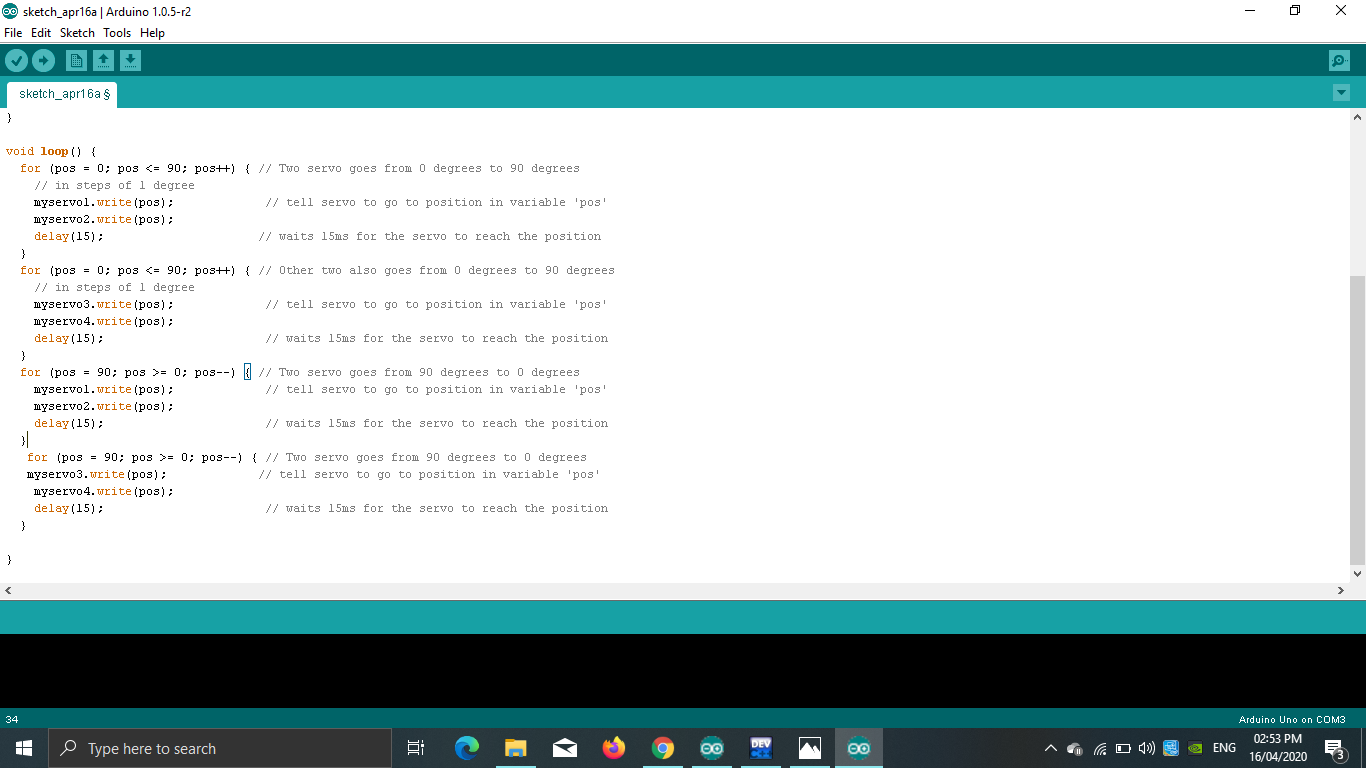 sketch_apr16a | Arduino 1.0.5-r2
File Edit Sketch Tools Help
sketch_apr16a §
}
void loop() {
for (pos = 0; pos <= 90; pos++) { // Two servo goes from 0 degrees to 90 degrees
// in steps of 1 degree
myservo1.write(pos); // tell servo to go to position in variable 'pos'
myservo2.write(pos);
delay(15); // waits 15ms for the servo to reach the position
}
for (pos = 0; pos <= 90; pos++) { // Other two also goes from 0 degrees to 90 degrees
// in steps of 1 degree
myservo3.write(pos); // tell servo to go to position in variable 'pos'
myservo4.write(pos);
delay(15); // waits 15ms for the servo to reach the position
}
for (pos = 90; pos >= 0; pos--) { // Two servo goes from 90 degrees to 0 degrees
myservo1.write(pos); // tell servo to go to position in variable 'pos'
myservo2.write(pos);
delay(15); // waits 15ms for the servo to reach the position
}
for (pos = 90; pos >= 0; pos--) { // Two servo goes from 90 degrees to 0 degrees
myservo3.write(pos); // tell servo to go to position in variable 'pos'
myservo4.write(pos);
delay(15); // waits 15ms for the servo to reach the position
}
}
34 Arduino Uno on COM3
Type here to search DEV ENG 02:53 PM
16/04/2020 3